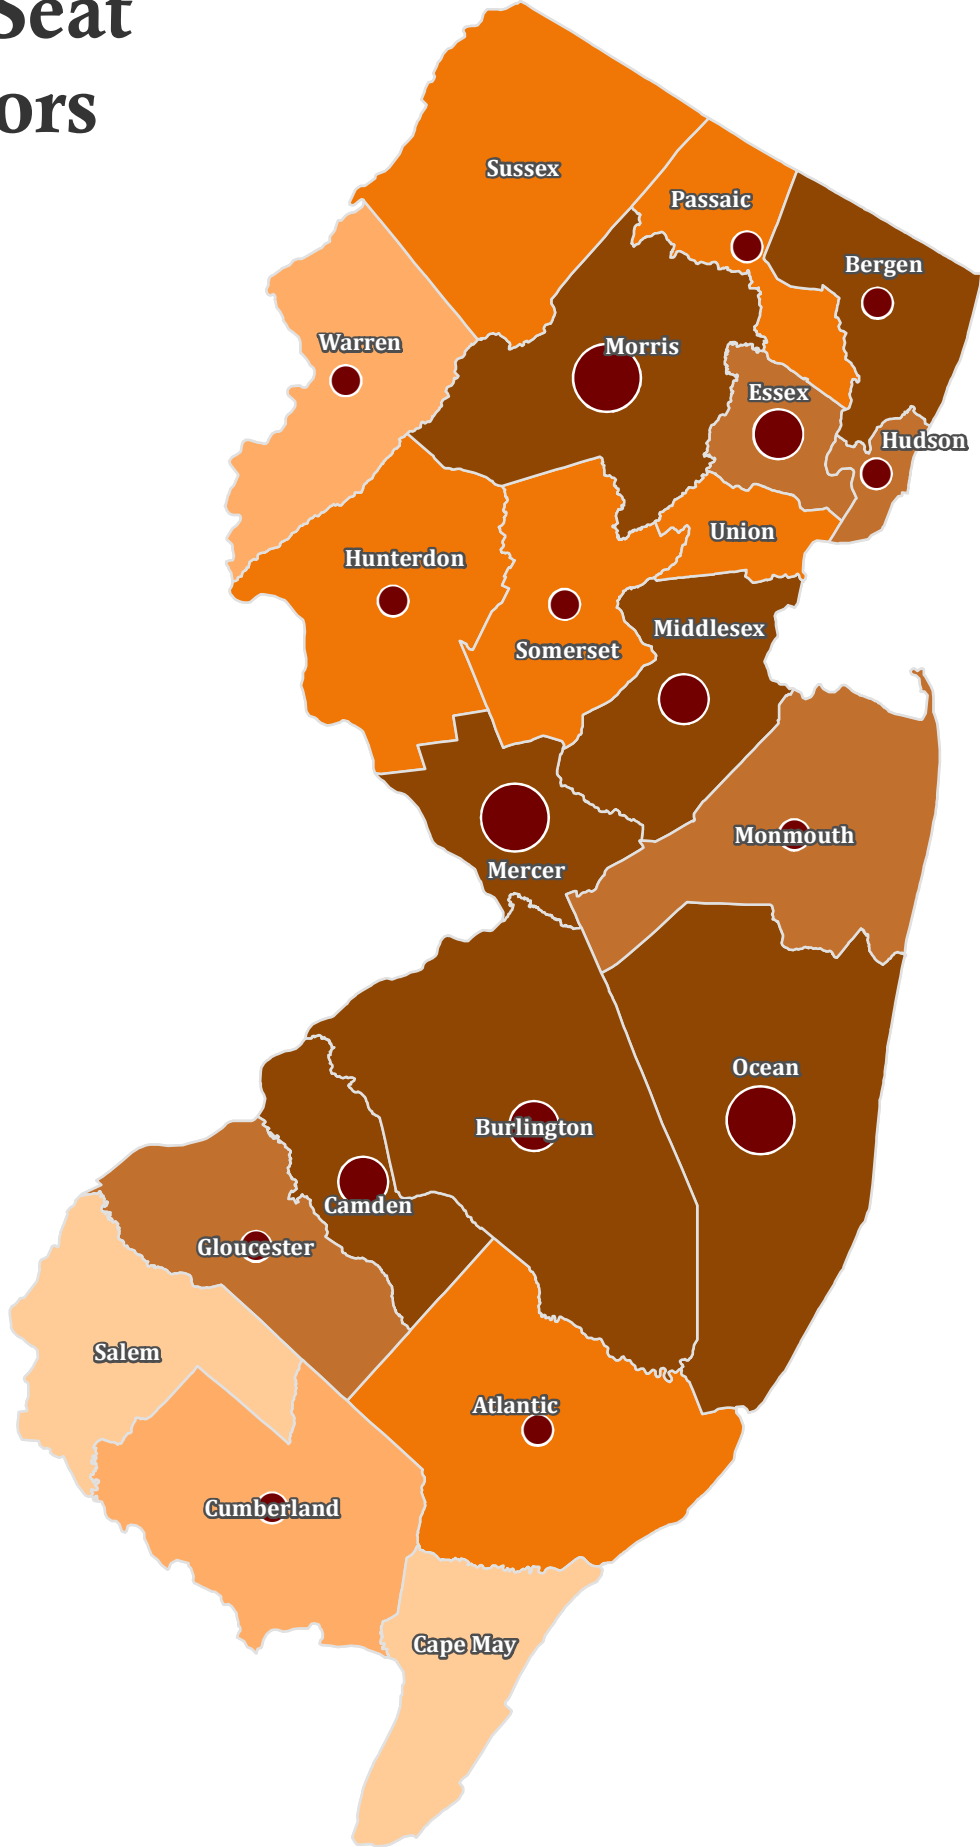 Seat
ors
Sussex
Passaic
Bergen
Warren
Morris
Essex
Hudson
Union
Hunterdon
Middlesex
Somerset
Monmouth
Mercer
Ocean
Burlington
Camden
Gloucester
Salem
Atlantic
Cumberland
Cape May